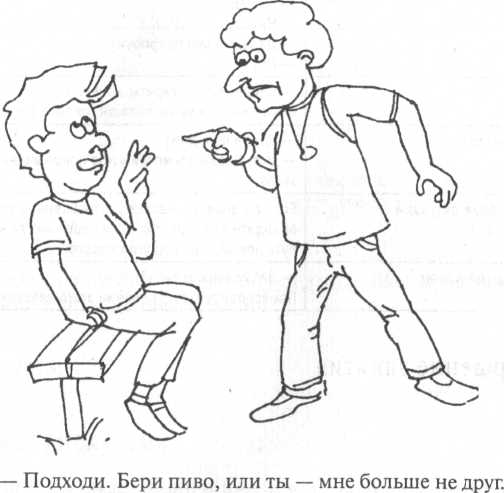 — Подходи. Бери пиво, или ты — мне больше не друг.